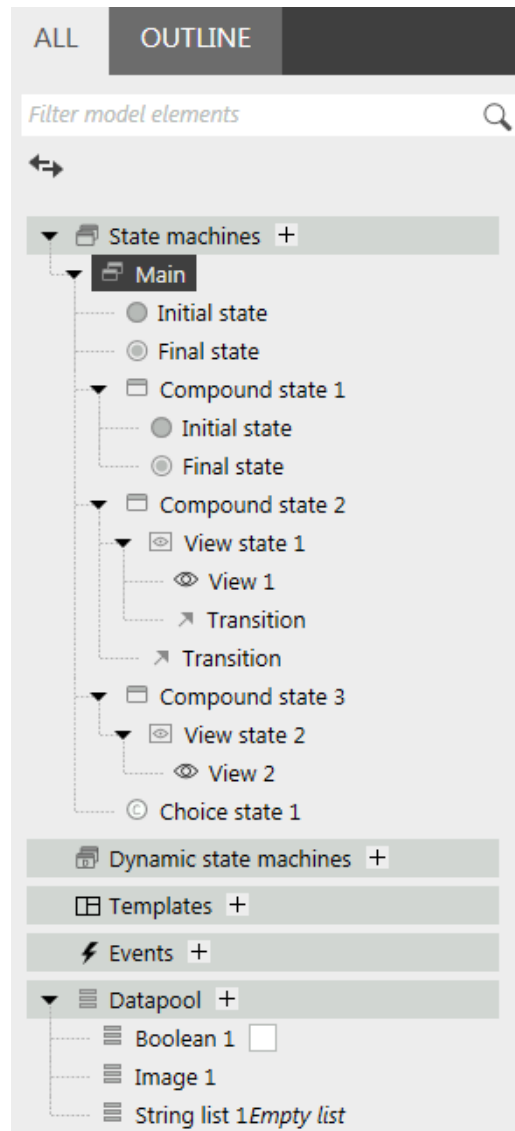 ALL OUTLINE
Filter model elements
State machines +
Main
Initial state
Final state
Compound state 1
Initial state
Final state
Compound state 2
View state 1
View 1
Transition
Transition
Compound state 3
View state 2
View 2
C Choice state 1
Dynamic state machines +
Templates +
Events +
Datapool +
Boolean 1
Image 1
String list 1 Empty list